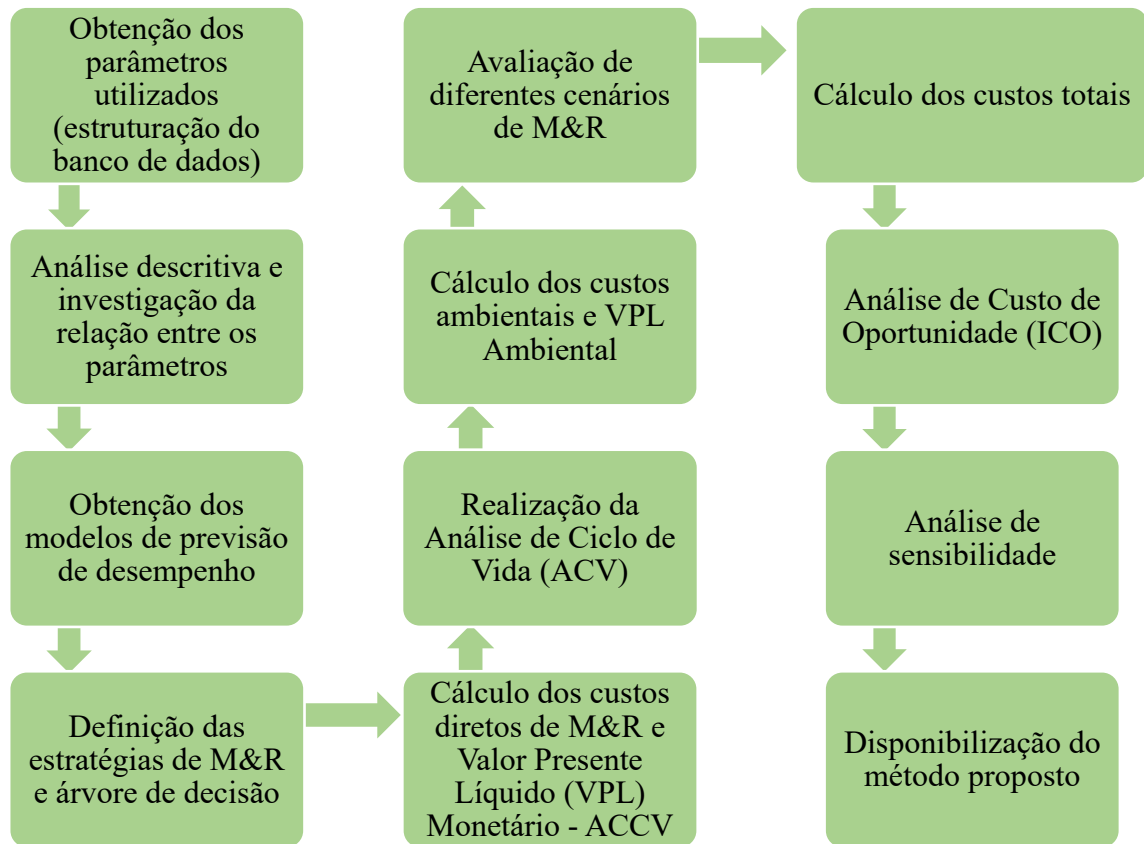 Obtenção dos
parâmetros
utilizados
(estruturação do
banco de dados)
Análise descritiva e
investigação da
relação entre os
parâmetros
Obtenção dos
modelos de previsão
de desempenho
Definição das
estratégias de M&R
e árvore de decisão
Cálculo dos custos
diretos de M&R e
Valor Presente
Líquido (VPL)
Monetário - ACCV
Realização da
Análise de Ciclo de
Vida (ACV)
Cálculo dos custos
ambientais e VPL
Ambiental
Avaliação de
diferentes cenários
de M&R
Cálculo dos custos totais
Análise de Custo de
Oportunidade (ICO)
Análise de
sensibilidade
Disponibilização do
método proposto